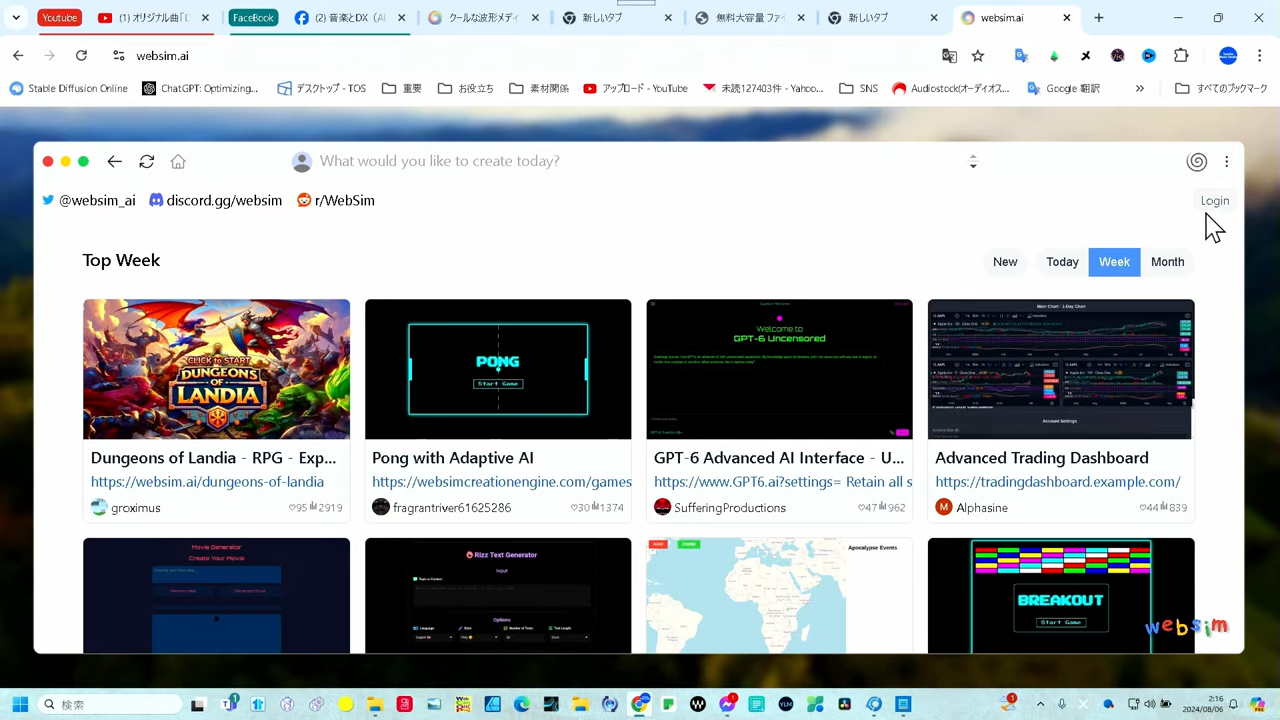 Youtube
(1) オリジナル曲「
FaceBook
(2) 音楽とDX（AI
クール
新しいタブ
無料大
新しいタブ
websim.ai
websim.ai
Stable Diffusion Online
ChatGPT: Optimizing...
デスクトップ - TOS
重要
お役立ち
素材関係
アップロード - YouTube
未読127403件 - Yahoo...
SNS
Audiostock(オーディオス...
Google 翻訳
すべてのブックマーク
What would you like to create today?
@websim_ai
discord.gg/websim
r/WebSim
Login
Top Week
New
Today
Week
Month
CLICK TO START
DUNGEONS
OF
LANDIA
PONG
Start Game
Welcome to
GPT-6 Uncensored
Main Chart - 1-Day Chart
Account Settings
Dungeons of Landia - RPG - Exp...
https://websim.ai/dungeons-of-landia
groximus
95
2919
Pong with Adaptive AI
https://websimcreationengine.com/games
fragrantriver61625286
30
1374
GPT-6 Advanced AI Interface - U...
https://www.GPT6.ai?settings= Retain all s
SufferingProductions
47
962
Advanced Trading Dashboard
https://tradingdashboard.example.com/
M
Alphasine
44
839
Movie Generator
Create Your Movie
Rizz Text Generator
Input
Options
Apocalypse Events
BREAKOUT
Start Game
websim
検索
2:16
2024/08/06